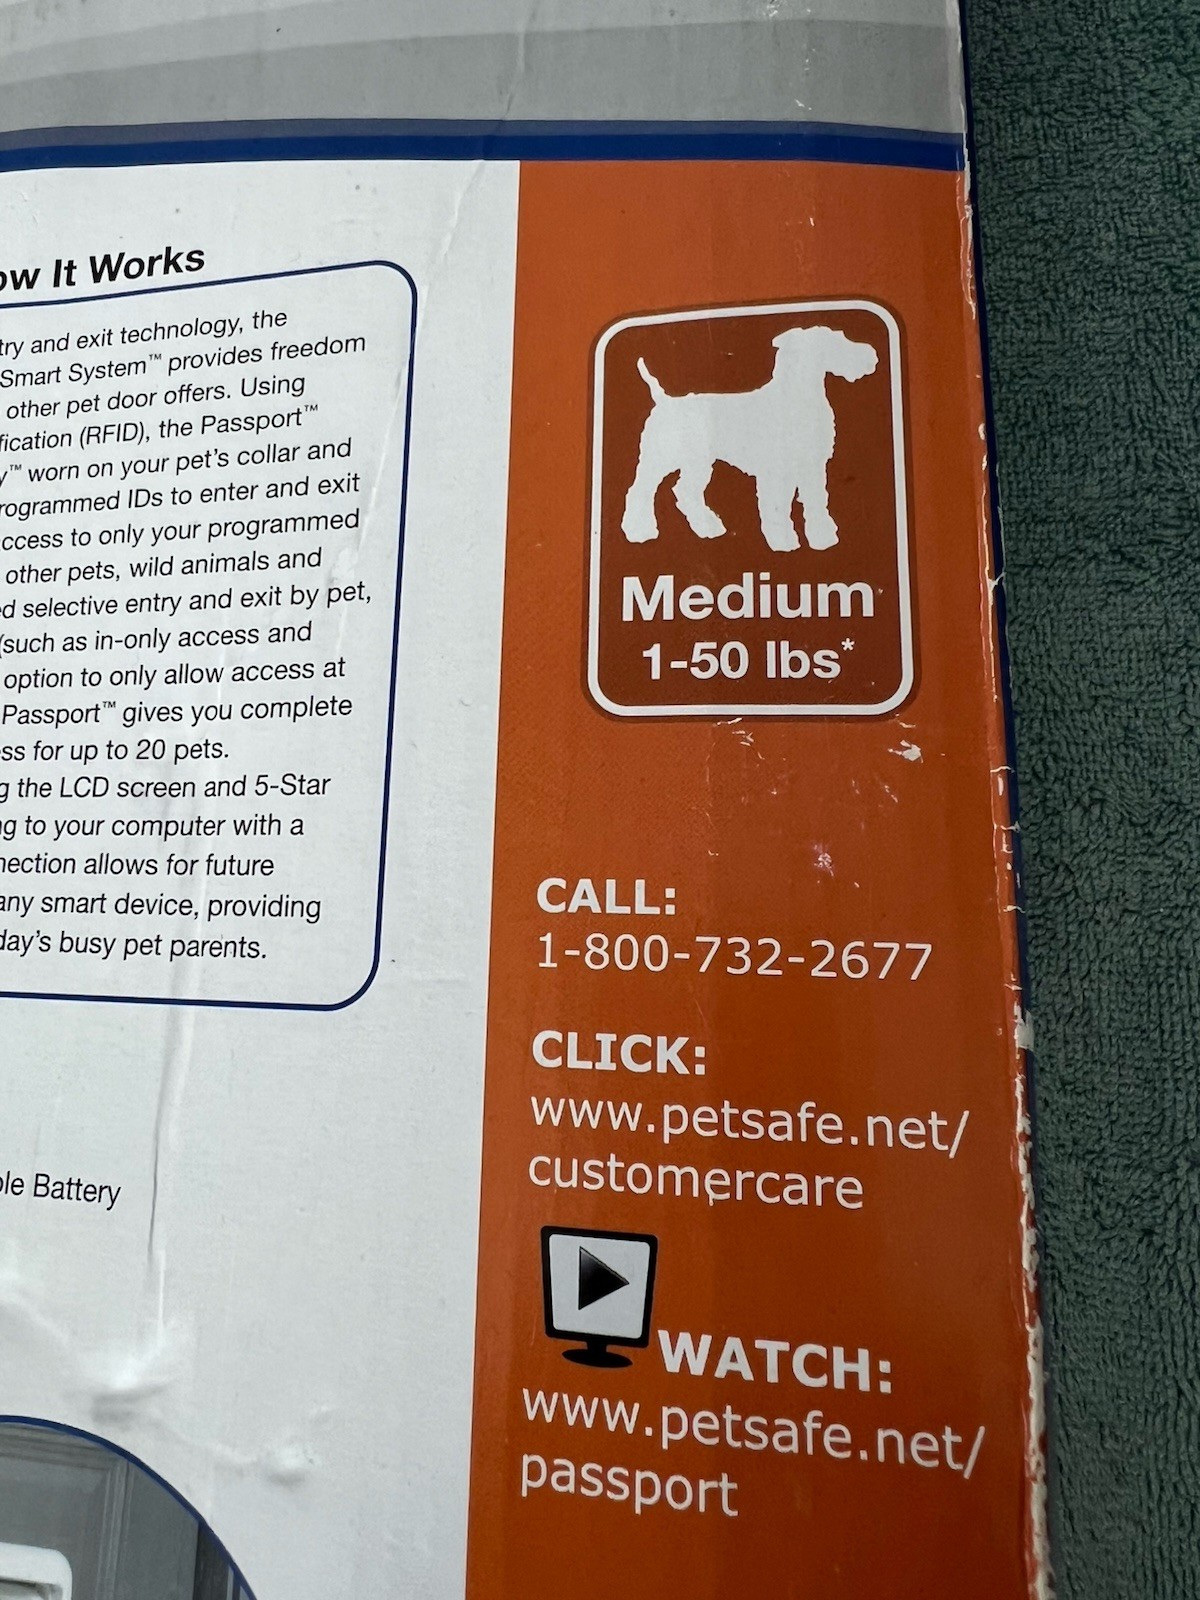 ow It Works
try and exit technology, the
Smart System™ provides freedom
other pet door offers. Using
fication (RFID), the Passport™
y™ worn on your pet's collar and
rogrammed IDs to enter and exit
ccess to only your programmed
other pets, wild animals and
ed selective entry and exit by pet,
(such as in-only access and
option to only allow access at
Passport™ gives you complete
ss for up to 20 pets.
g the LCD screen and 5-Star
ng to your computer with a
nection allows for future
any smart device, providing
day's busy pet parents.
ole Battery
Medium
1-50 lbs*
CALL:
1-800-732-2677
CLICK:
www.petsafe.net/
customercare
WATCH:
www.petsafe.net/
passport